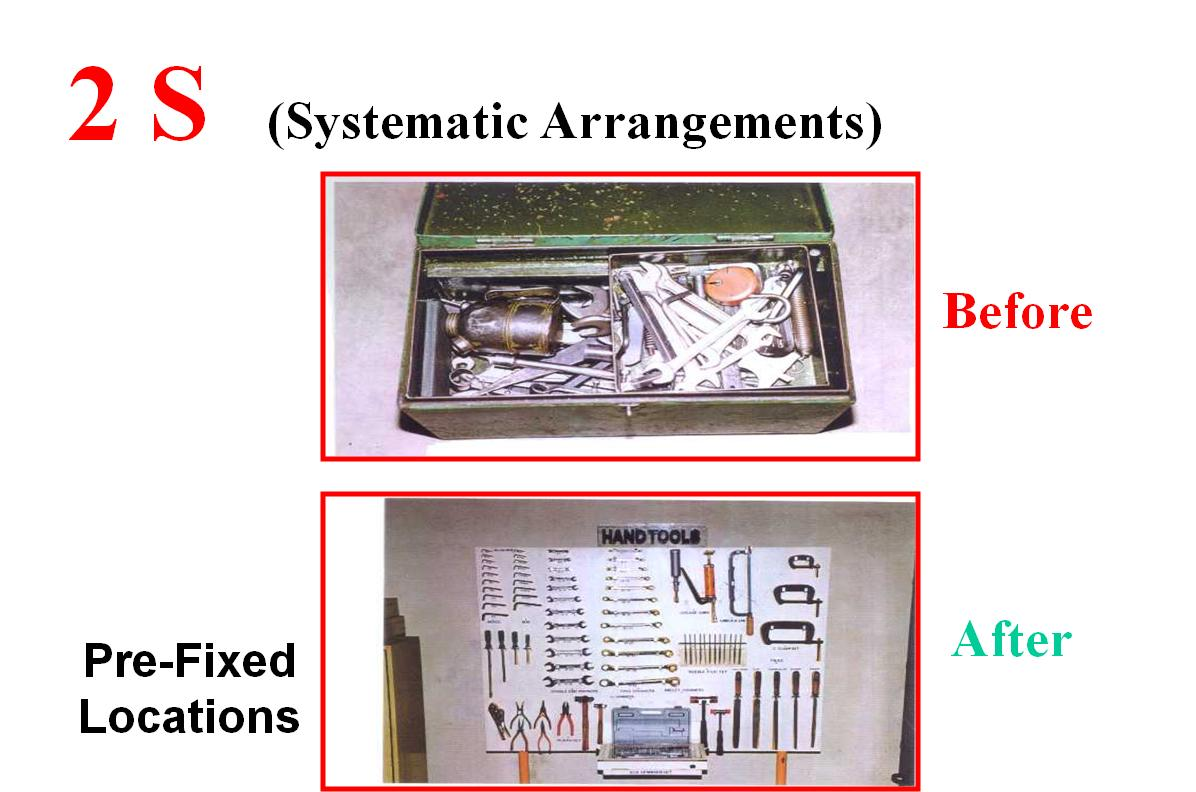 2 S (Systematic Arrangements)
Before
HAND TOOLS
After
Pre-Fixed
Locations